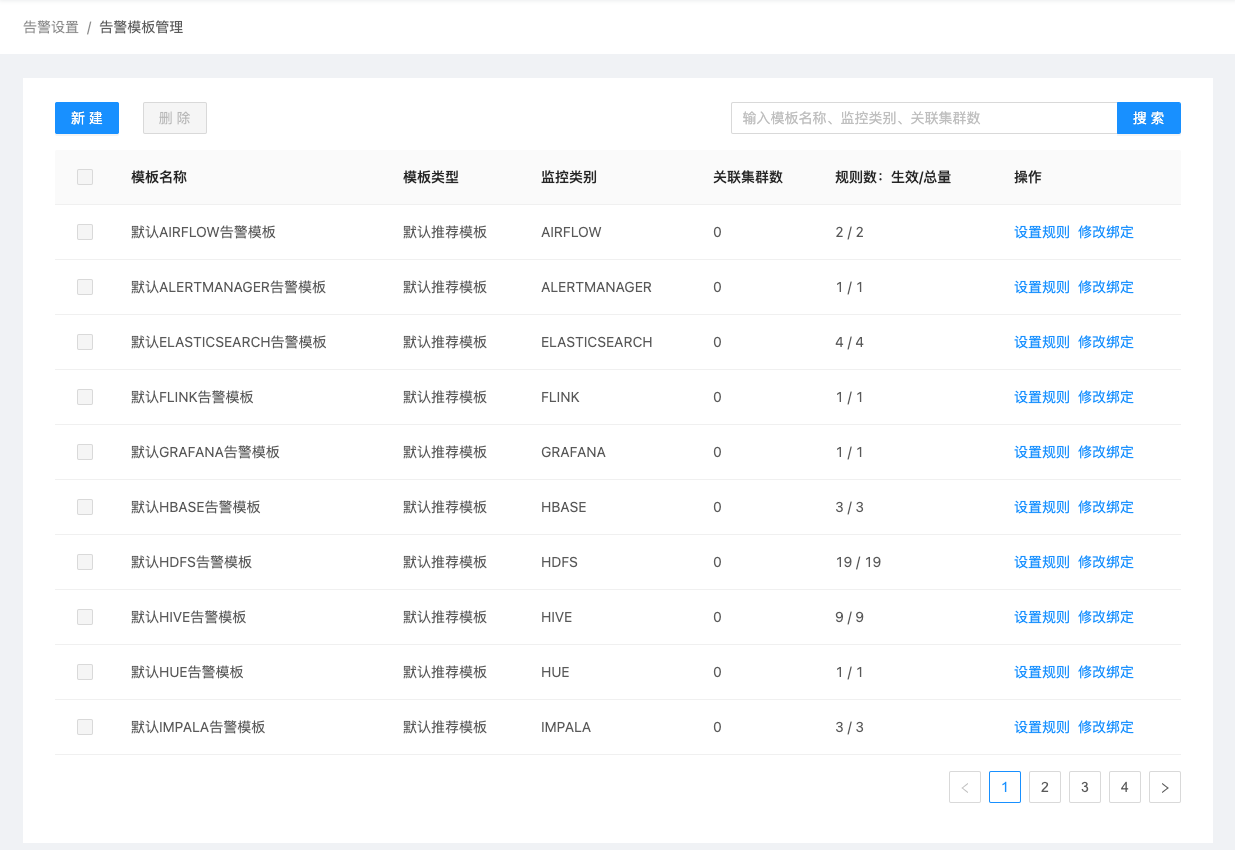 告警设置 / 告警模板管理
新 建 删 除 输入模板名称、监控类别、关联集群数 搜 索
模板名称 模板类型 监控类别 关联集群数 规则数：生效/总量 操作
默认AIRFLOW告警模板 默认推荐模板 AIRFLOW 0 2 / 2 设置规则 修改绑定
默认ALERTMANAGER告警模板 默认推荐模板 ALERTMANAGER 0 1 / 1 设置规则 修改绑定
默认ELASTICSEARCH告警模板 默认推荐模板 ELASTICSEARCH 0 4 / 4 设置规则 修改绑定
默认FLINK告警模板 默认推荐模板 FLINK 0 1 / 1 设置规则 修改绑定
默认GRAFANA告警模板 默认推荐模板 GRAFANA 0 1 / 1 设置规则 修改绑定
默认HBASE告警模板 默认推荐模板 HBASE 0 3 / 3 设置规则 修改绑定
默认HDFS告警模板 默认推荐模板 HDFS 0 19 / 19 设置规则 修改绑定
默认HIVE告警模板 默认推荐模板 HIVE 0 9 / 9 设置规则 修改绑定
默认HUE告警模板 默认推荐模板 HUE 0 1 / 1 设置规则 修改绑定
默认IMPALA告警模板 默认推荐模板 IMPALA 0 3 / 3 设置规则 修改绑定
< 1 2 3 4 >